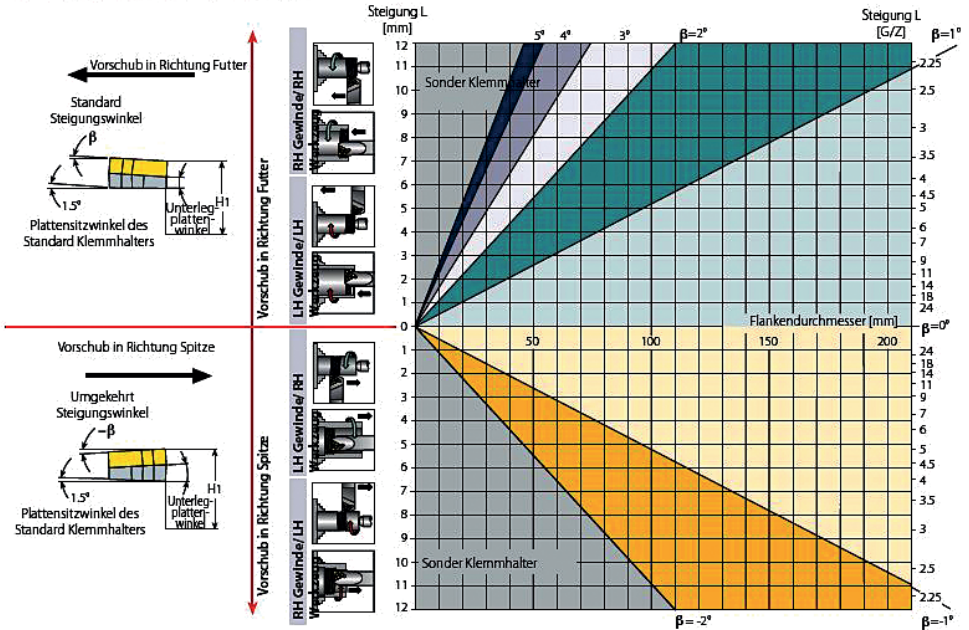 Vorschub in Richtung Futter
Standard
Steigungswinkel
β
1.5°
H1
Unterleg-
platten-
winkel
Plattensitzwinkel des
Standard Klemmhalters
Vorschub in Richtung Spitze
Umgekehrt
Steigungswinkel
-β
1.5°
H1
Unterleg-
platten-
winkel
Plattensitzwinkel des
Standard Klemmhalters
Vorschub in Richtung Futter
Vorschub in Richtung Spitze
RH Gewinde/ RH
LH Gewinde/ LH
LH Gewinde/ RH
RH Gewinde/ LH
Steigung L
[mm]
12
11
10
9
8
7
6
5
4
3
2
1
0
1
2
3
4
5
6
7
8
9
10
11
12
5° 4° 3° β=2°
Sonder Klemmhalter
Flankendurchmesser [mm]
50 100 150 200
Sonder Klemmhalter
β= -2°
Steigung L
[G/Z]
β=1°
2.25
2.5
3
3.5
4
4.5
5
6
7
9
11
14
18
24
β=0°
24
18
14
11
9
7
6
5
4.5
4
3.5
3
2.5
2.25
β=-1°